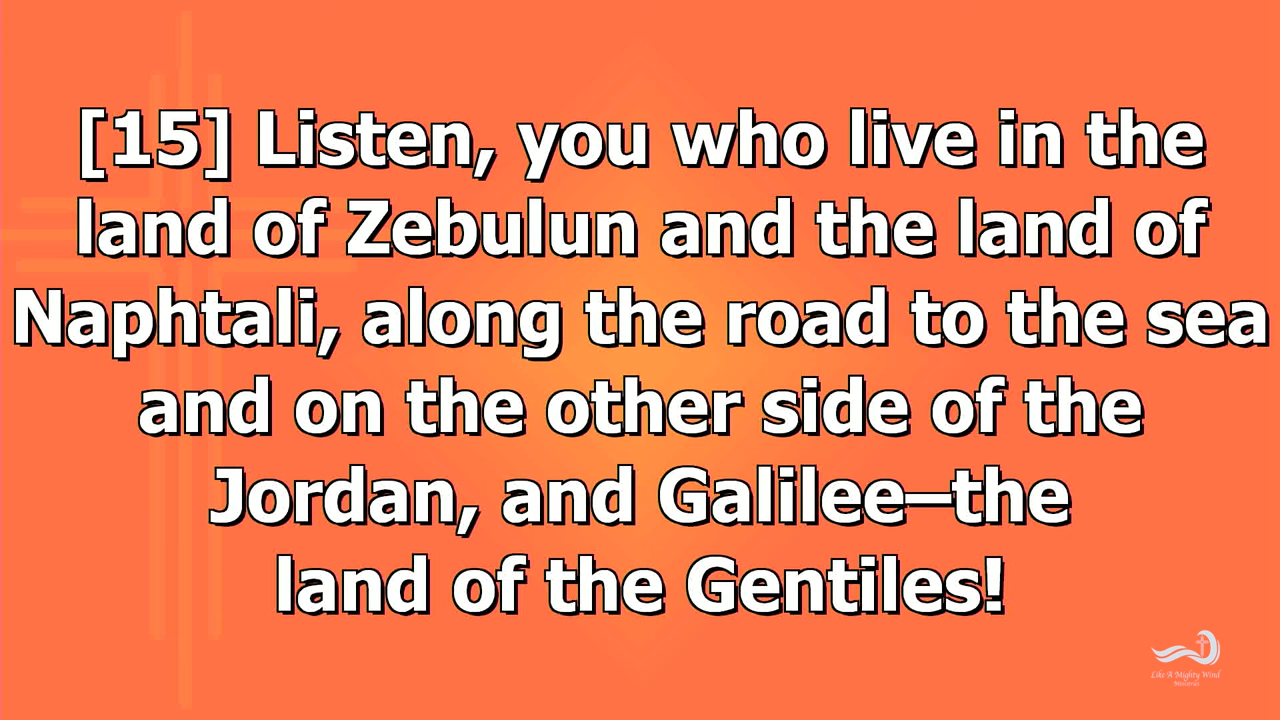 [15] Listen, you who live in the
land of Zebulun and the land of
Naphtali, along the road to the sea
and on the other side of the
Jordan, and Galilee—the
land of the Gentiles!
Like A Mighty Wind
Ministries